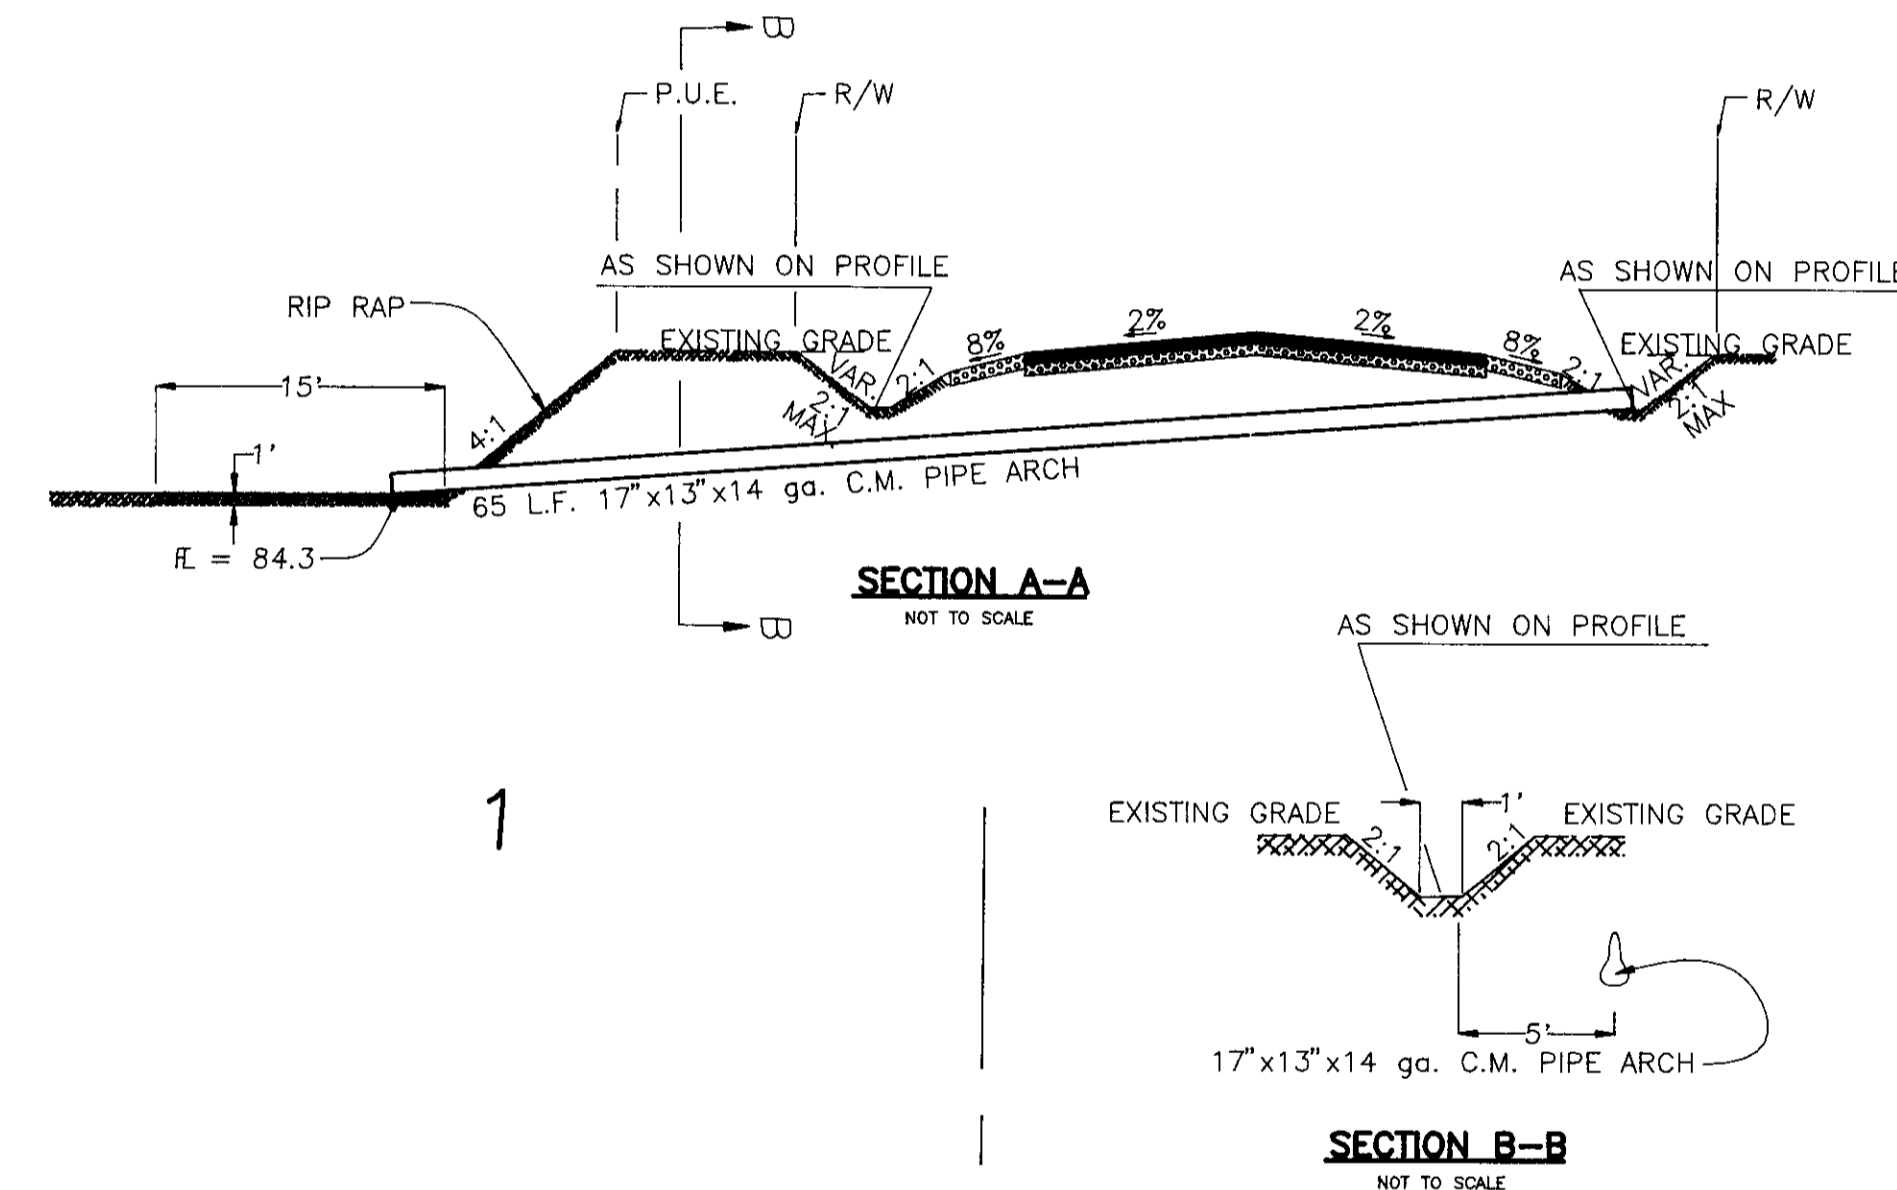 B
P.U.E.
R/W
R/W
AS SHOWN ON PROFILE
AS SHOWN ON PROFILE
RIP RAP
EXISTING GRADE
8%
2%
2%
8%
EXISTING GRADE
15'
4:1
VAR.
2:1
MAX.
2:1
2:1
VAR.
2:1
MAX
1'
65 L.F. 17"x13"x14 ga. C.M. PIPE ARCH
FL = 84.3
SECTION A-A
NOT TO SCALE
B
AS SHOWN ON PROFILE
1
EXISTING GRADE
1'
EXISTING GRADE
2:1
2:1
5'
17"x13"x14 ga. C.M. PIPE ARCH
SECTION B-B
NOT TO SCALE